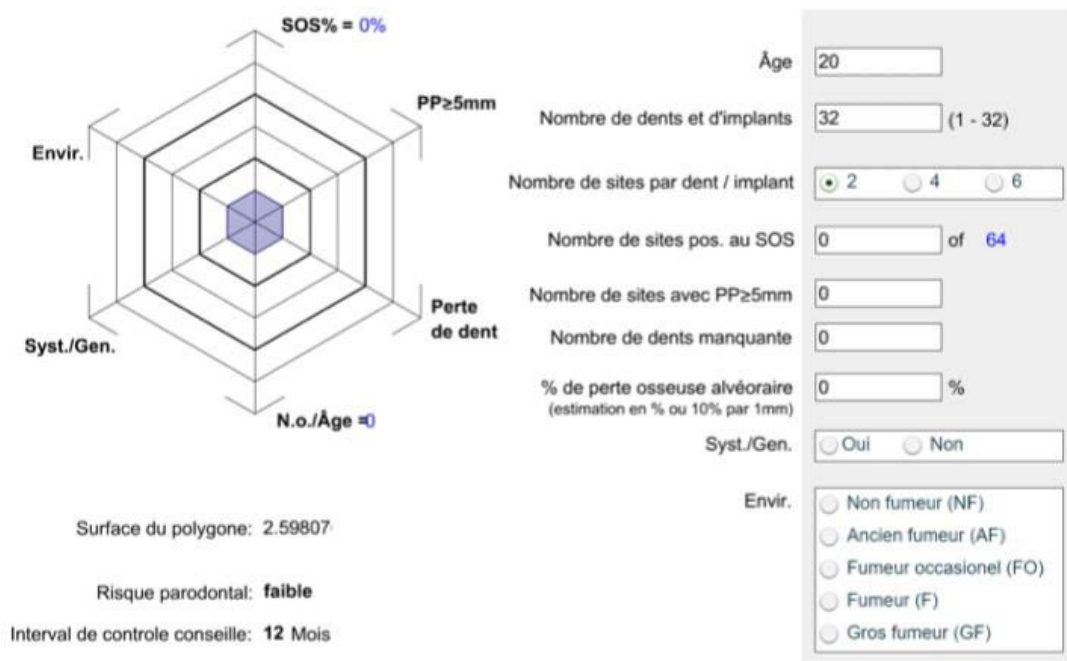 SOS% = 0%
PP≥5mm
Envir.
Perte
de dent
Syst./Gen.
N.o./Âge =0
Surface du polygone: 2.59807
Risque parodontal: faible
Interval de controle conseille: 12 Mois
Âge 20
Nombre de dents et d'implants 32 (1 - 32)
Nombre de sites par dent / implant 2 4 6
Nombre de sites pos. au SOS 0 of 64
Nombre de sites avec PP≥5mm 0
Nombre de dents manquante 0
% de perte osseuse alvéoraire 0 %
(estimation en % ou 10% par 1mm)
Syst./Gen. Oui Non
Envir. Non fumeur (NF)
Ancien fumeur (AF)
Fumeur occasionel (FO)
Fumeur (F)
Gros fumeur (GF)